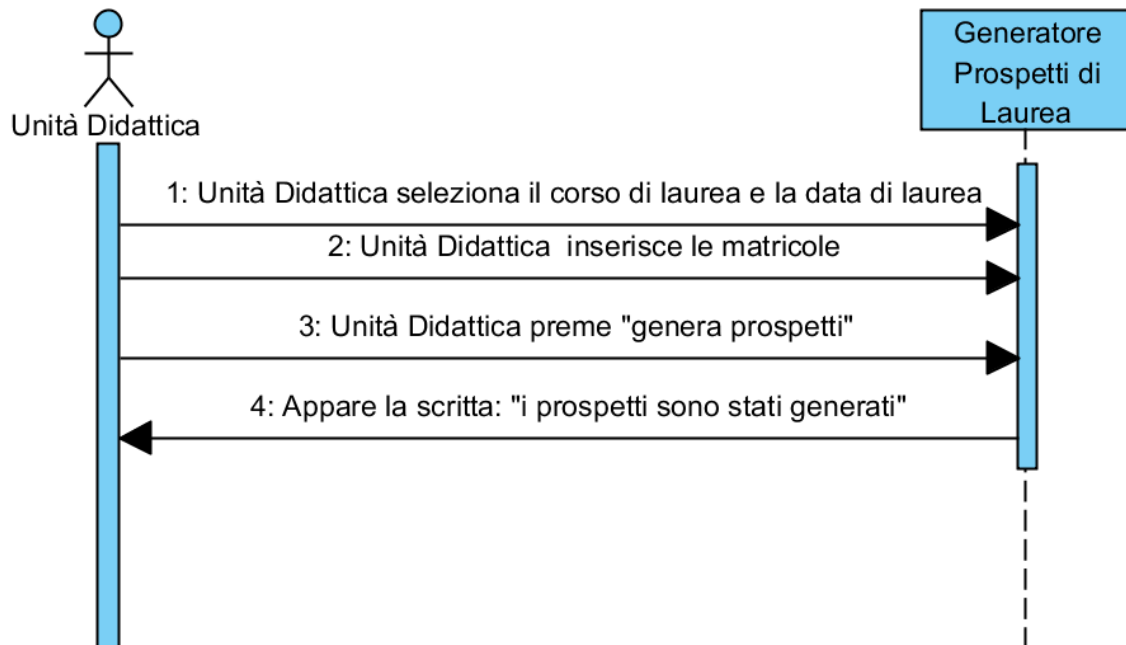 Generatore
Prospetti di
Laurea
Unità Didattica
1: Unità Didattica seleziona il corso di laurea e la data di laurea
2: Unità Didattica  inserisce le matricole
3: Unità Didattica preme "genera prospetti"
4: Appare la scritta: "i prospetti sono stati generati"